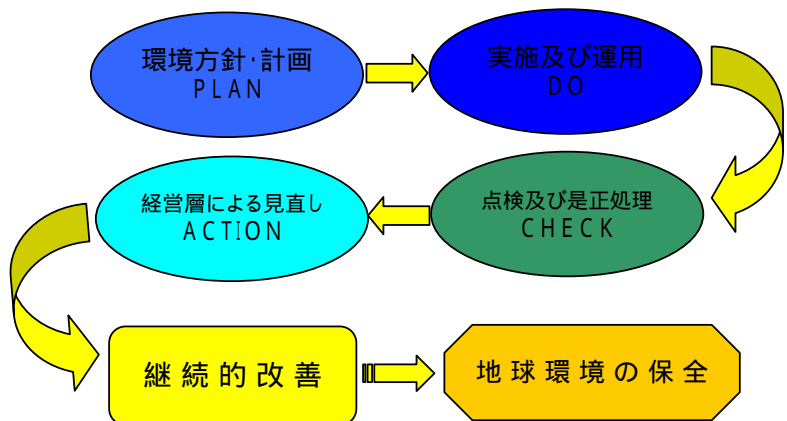 環境方針･計画
ＰＬＡＮ
実施及び運用
ＤＯ
経営層による見直し
ＡＣＴＩＯＮ
点検及び是正処理
ＣＨＥＣＫ
継続的改善
地球環境の保全